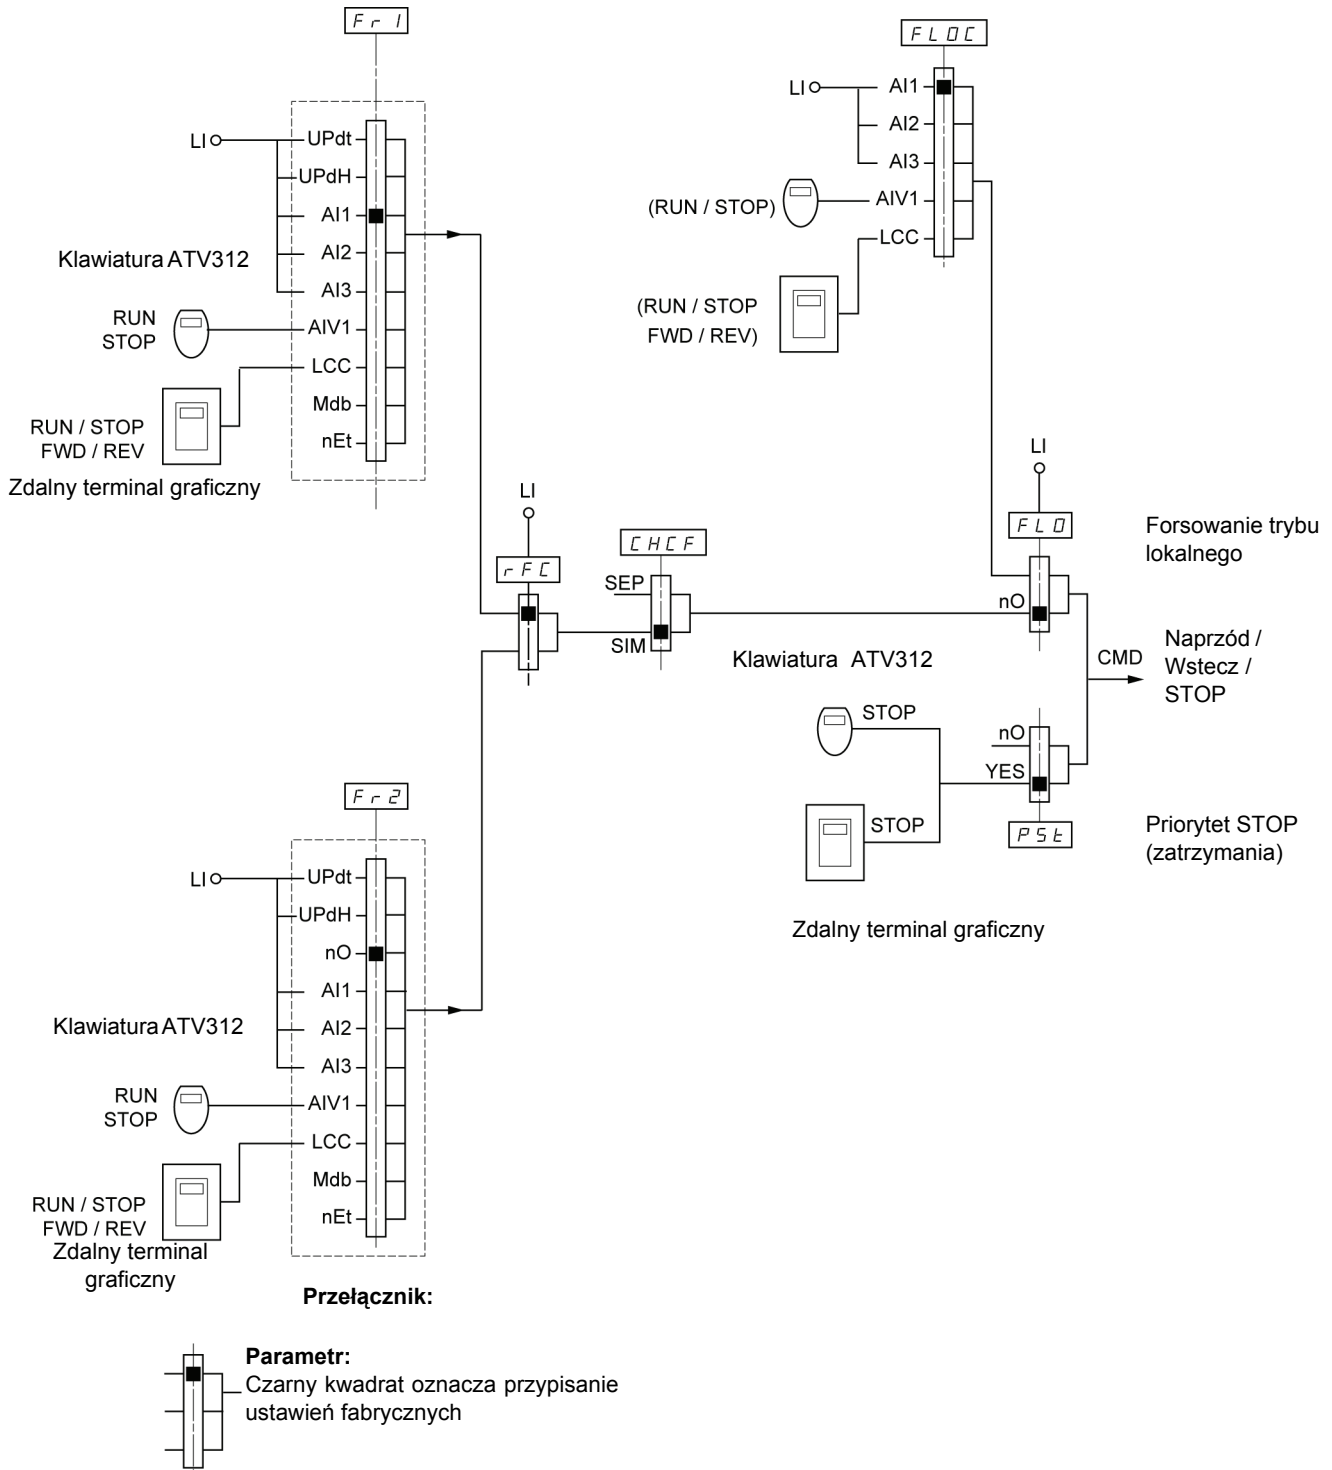 Fr1
LI
UPdt
UPdH
AI1
AI2
AI3
AIV1
LCC
Mdb
nEt
Klawiatura ATV312
RUN
STOP
RUN / STOP
FWD / REV
Zdalny terminal graficzny
FLOC
LI
AI1
AI2
AI3
AIV1
LCC
(RUN / STOP)
(RUN / STOP
FWD / REV)
LI
rFC
CHCF
SEP
SIM
LI
FLO
nO
Forsowanie trybu
lokalnego
Klawiatura ATV312
CMD
Naprzód /
Wstecz /
STOP
STOP
STOP
nO
YES
PSt
Priorytet STOP
(zatrzymania)
Zdalny terminal graficzny
Fr2
LI
UPdt
UPdH
nO
AI1
AI2
AI3
AIV1
LCC
Mdb
nEt
Klawiatura ATV312
RUN
STOP
RUN / STOP
FWD / REV
Zdalny terminal
graficzny
Przełącznik:
Parametr:
Czarny kwadrat oznacza przypisanie
ustawień fabrycznych